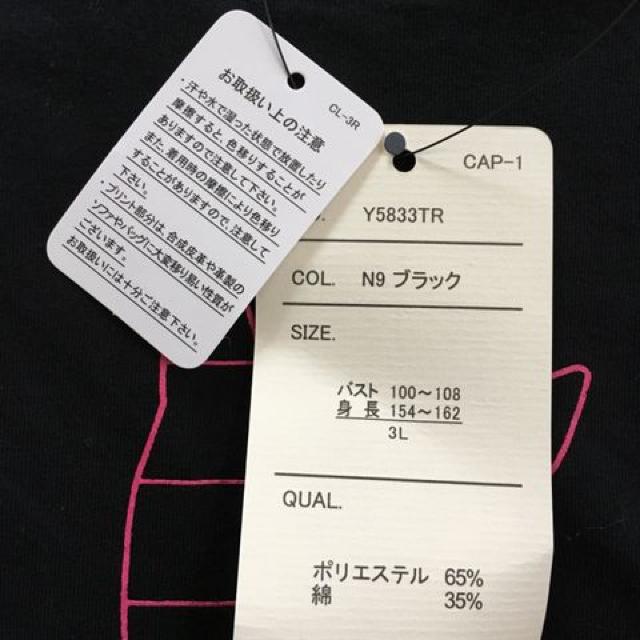 CL-3R
お取扱い上の注意
・汗や水で湿った状態で放置したり
摩擦すると、色移りすることが
ありますので注意して下さい。
また、着用時の摩擦により色移り
することがありますので、注意して
下さい。
・プリント部分は、合成皮革や革製の
ソファやバッグに大変移り易い性質が
ございます。
お取扱いには十分ご注意下さい。
CAP-1
Y5833TR
COL. N9 ブラック
SIZE.
バスト 100～108
身 長 154～162
3L
QUAL.
ポリエステル 65%
綿 35%